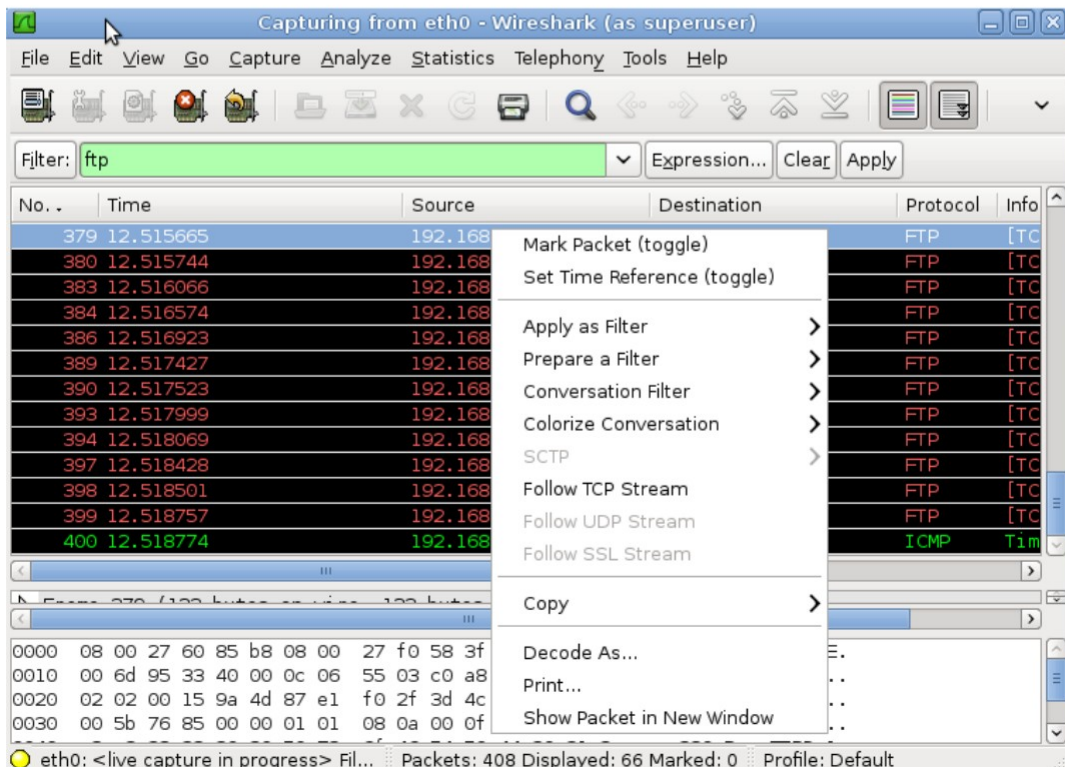 Capturing from eth0 - Wireshark (as superuser)
File Edit View Go Capture Analyze Statistics Telephony Tools Help
Filter: ftp Expression... Clear Apply
No. . Time Source Destination Protocol Info
379 12.515665 192.168 FTP [TC
380 12.515744 192.168 FTP [TC
383 12.516066 192.168 FTP [TC
384 12.516574 192.168 FTP [TC
386 12.516923 192.168 FTP [TC
389 12.517427 192.168 FTP [TC
390 12.517523 192.168 FTP [TC
393 12.517999 192.168 FTP [TC
394 12.518069 192.168 FTP [TC
397 12.518428 192.168 FTP [TC
398 12.518501 192.168 FTP [TC
399 12.518757 192.168 FTP [TC
400 12.518774 192.168 ICMP Tim
Mark Packet (toggle)
Set Time Reference (toggle)
Apply as Filter
Prepare a Filter
Conversation Filter
Colorize Conversation
SCTP
Follow TCP Stream
Follow UDP Stream
Follow SSL Stream
Copy
Decode As...
Print...
Show Packet in New Window
0000 08 00 27 60 85 b8 08 00 27 f0 58 3f E.
0010 00 6d 95 33 40 00 0c 06 55 03 c0 a8 ..
0020 02 02 00 15 9a 4d 87 e1 f0 2f 3d 4c ..
0030 00 5b 76 85 00 00 01 01 08 0a 00 0f ..
eth0: <live capture in progress> Fil... Packets: 408 Displayed: 66 Marked: 0 Profile: Default